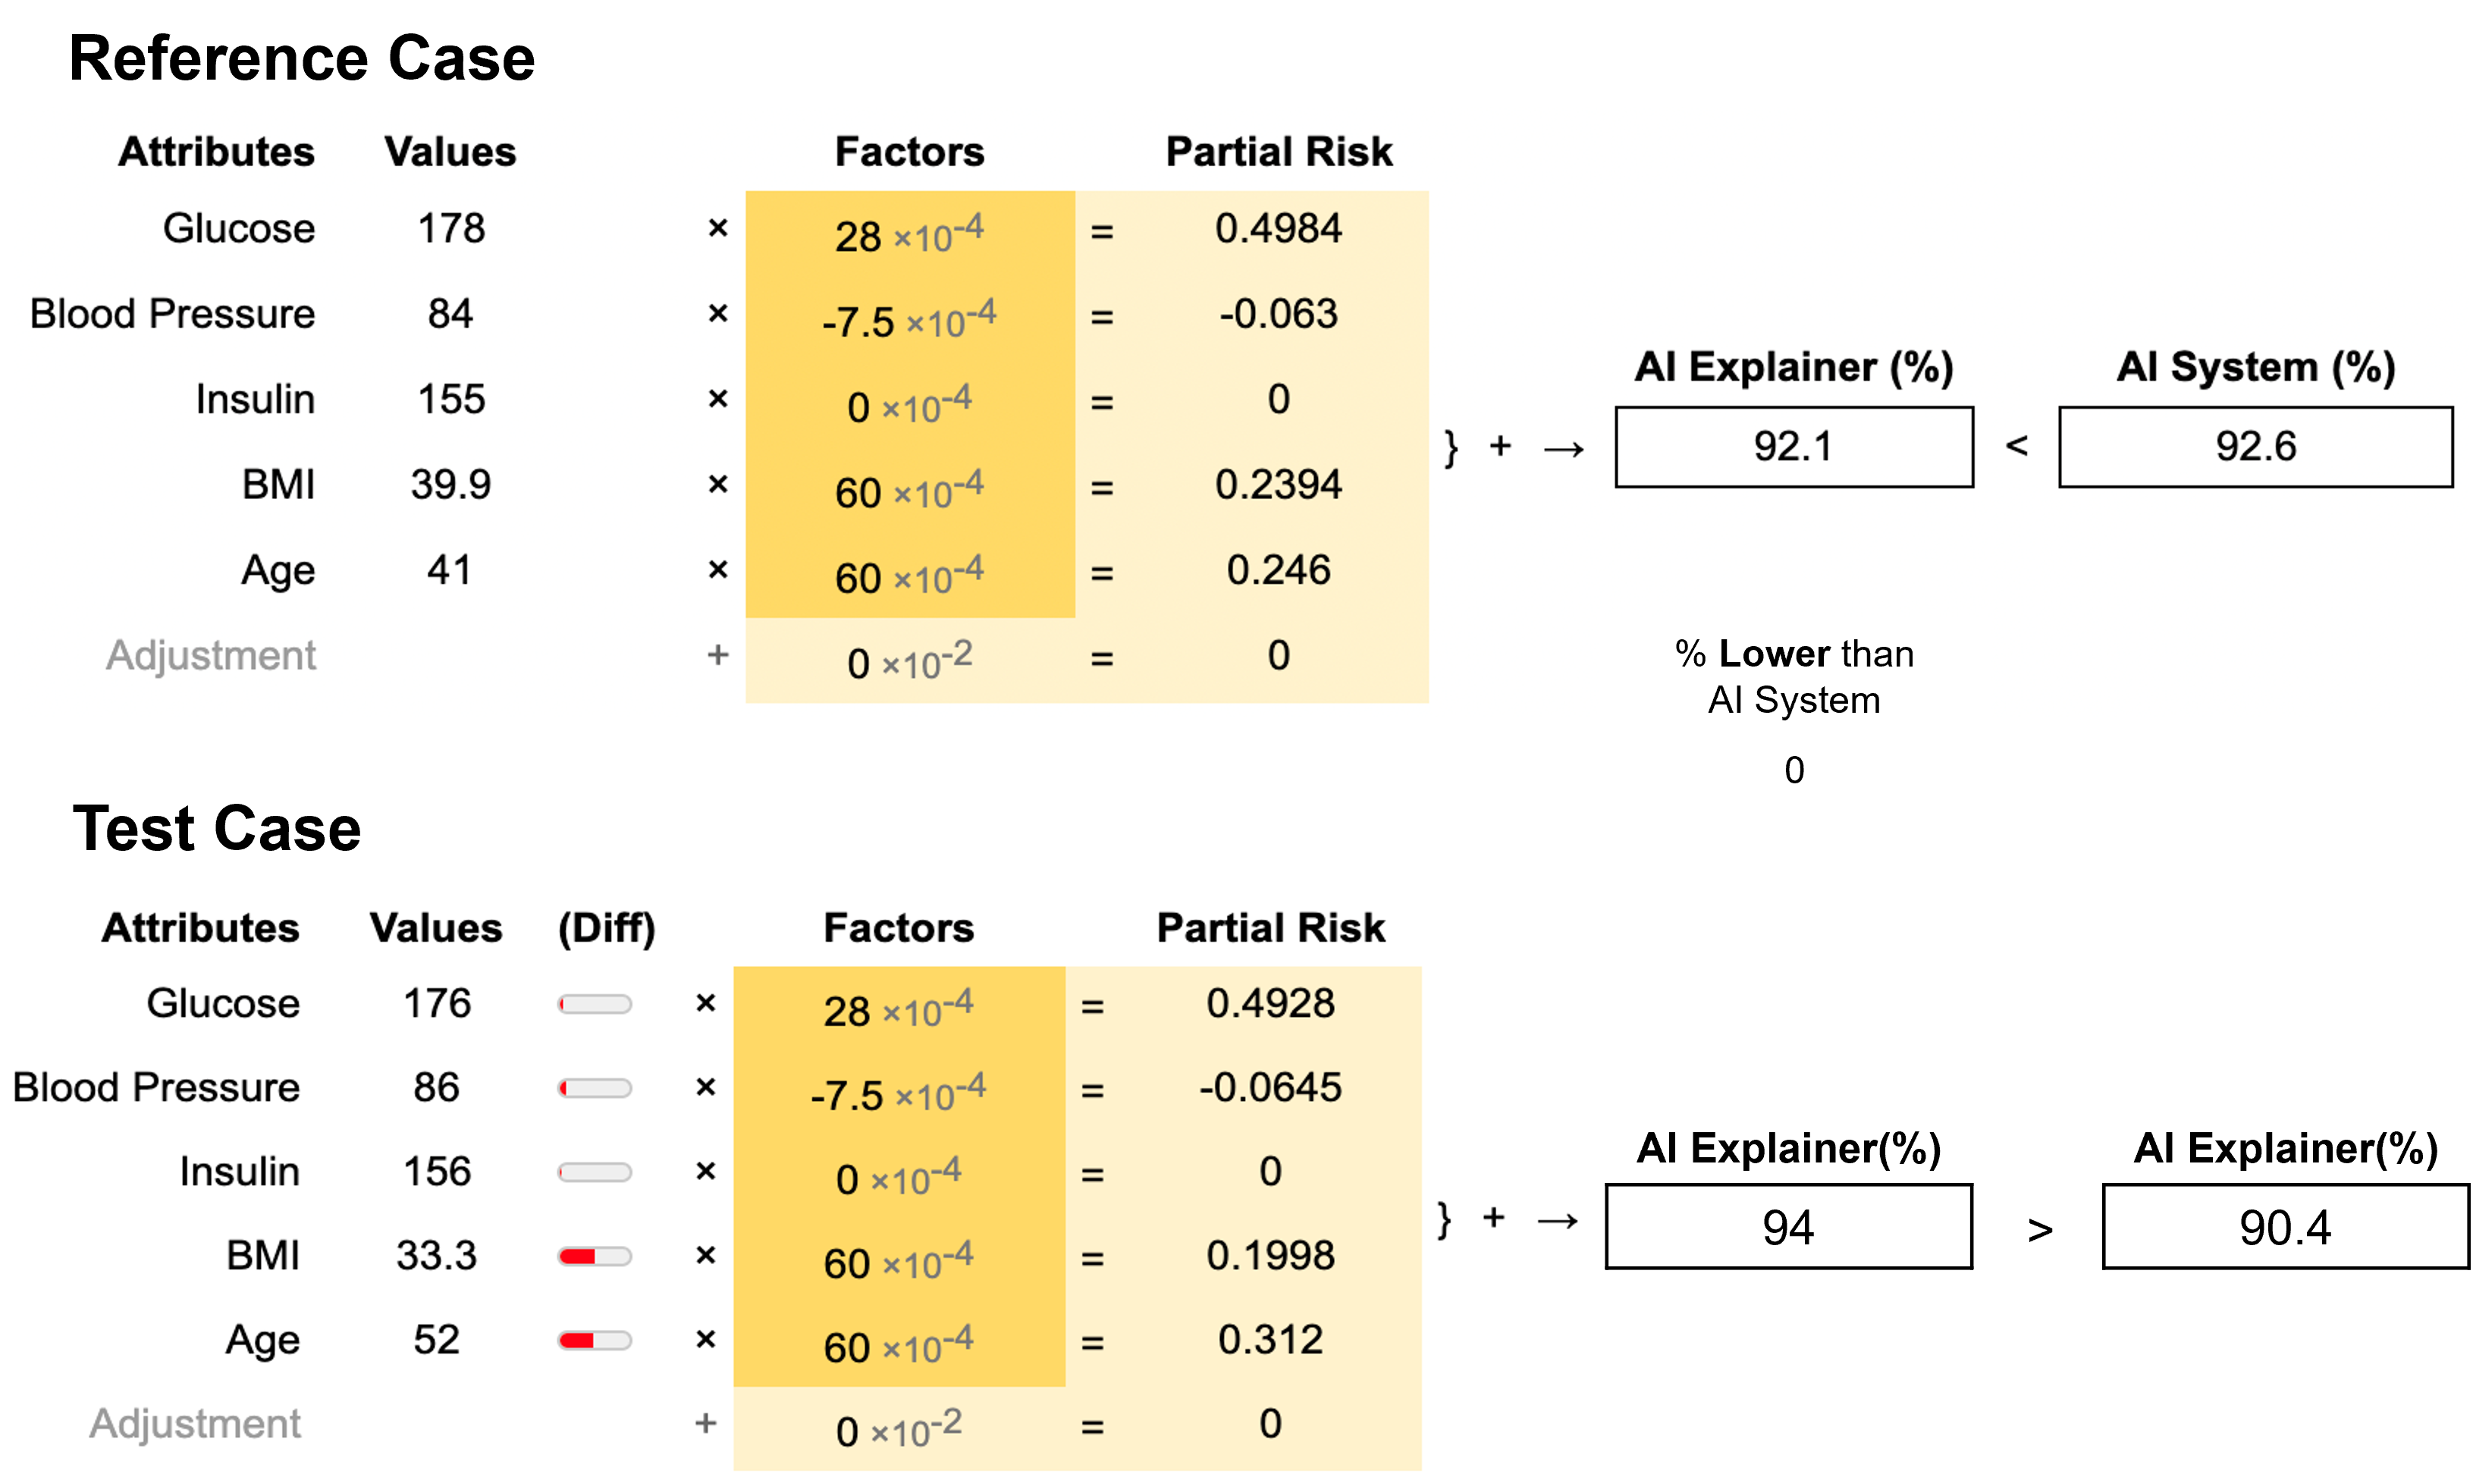 Reference Case
Attributes Values Factors Partial Risk
Glucose 178 × 28 ×10^-4 = 0.4984
Blood Pressure 84 × -7.5 ×10^-4 = -0.063
AI Explainer (%) AI System (%)
Insulin 155 × 0 ×10^-4 = 0
} + → 92.1 < 92.6
BMI 39.9 × 60 ×10^-4 = 0.2394
Age 41 × 60 ×10^-4 = 0.246
Adjustment + 0 ×10^-2 = 0
% Lower than
AI System
0
Test Case
Attributes Values (Diff) Factors Partial Risk
Glucose 176 × 28 ×10^-4 = 0.4928
Blood Pressure 86 × -7.5 ×10^-4 = -0.0645
AI Explainer(%) AI Explainer(%)
Insulin 156 × 0 ×10^-4 = 0
} + → 94 > 90.4
BMI 33.3 × 60 ×10^-4 = 0.1998
Age 52 × 60 ×10^-4 = 0.312
Adjustment + 0 ×10^-2 = 0